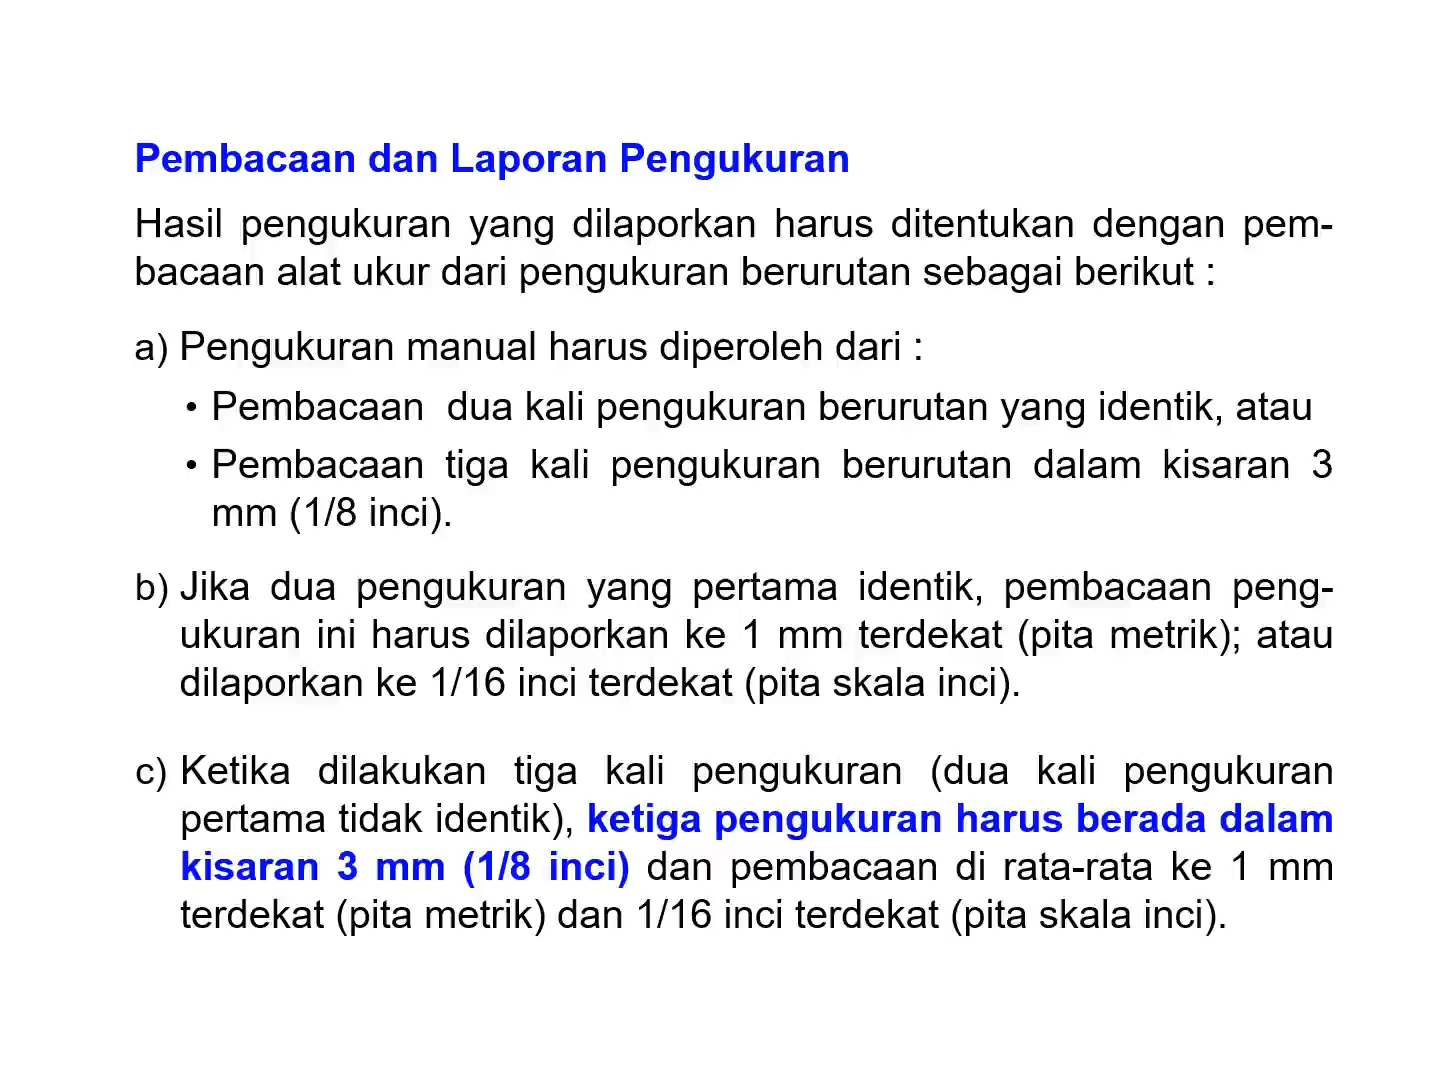 Pembacaan dan Laporan Pengukuran
Hasil pengukuran yang dilaporkan harus ditentukan dengan pem-
bacaan alat ukur dari pengukuran berurutan sebagai berikut :
a) Pengukuran manual harus diperoleh dari :
• Pembacaan dua kali pengukuran berurutan yang identik, atau
• Pembacaan tiga kali pengukuran berurutan dalam kisaran 3
mm (1/8 inci).
b) Jika dua pengukuran yang pertama identik, pembacaan peng-
ukuran ini harus dilaporkan ke 1 mm terdekat (pita metrik); atau
dilaporkan ke 1/16 inci terdekat (pita skala inci).
c) Ketika dilakukan tiga kali pengukuran (dua kali pengukuran
pertama tidak identik), ketiga pengukuran harus berada dalam
kisaran 3 mm (1/8 inci) dan pembacaan di rata-rata ke 1 mm
terdekat (pita metrik) dan 1/16 inci terdekat (pita skala inci).